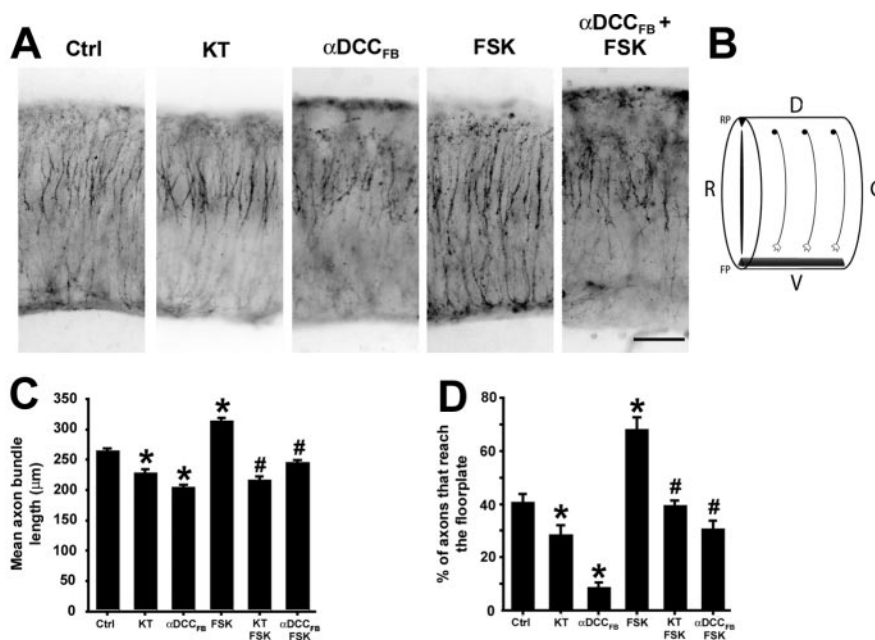 A
Ctrl
KT
αDCCFB
FSK
αDCCFB +
FSK
B
D
RP
R
C
FP
V
C
Mean axon bundle
length (μm)
350
300
250
200
150
100
50
0
Ctrl
KT
αDCCFB
FSK
KT
FSK
αDCCFB
FSK
*
*
*
#
#
D
% of axons that reach
the floorplate
80
60
40
20
0
Ctrl
KT
αDCCFB
FSK
KT
FSK
αDCCFB
FSK
*
*
*
#
#